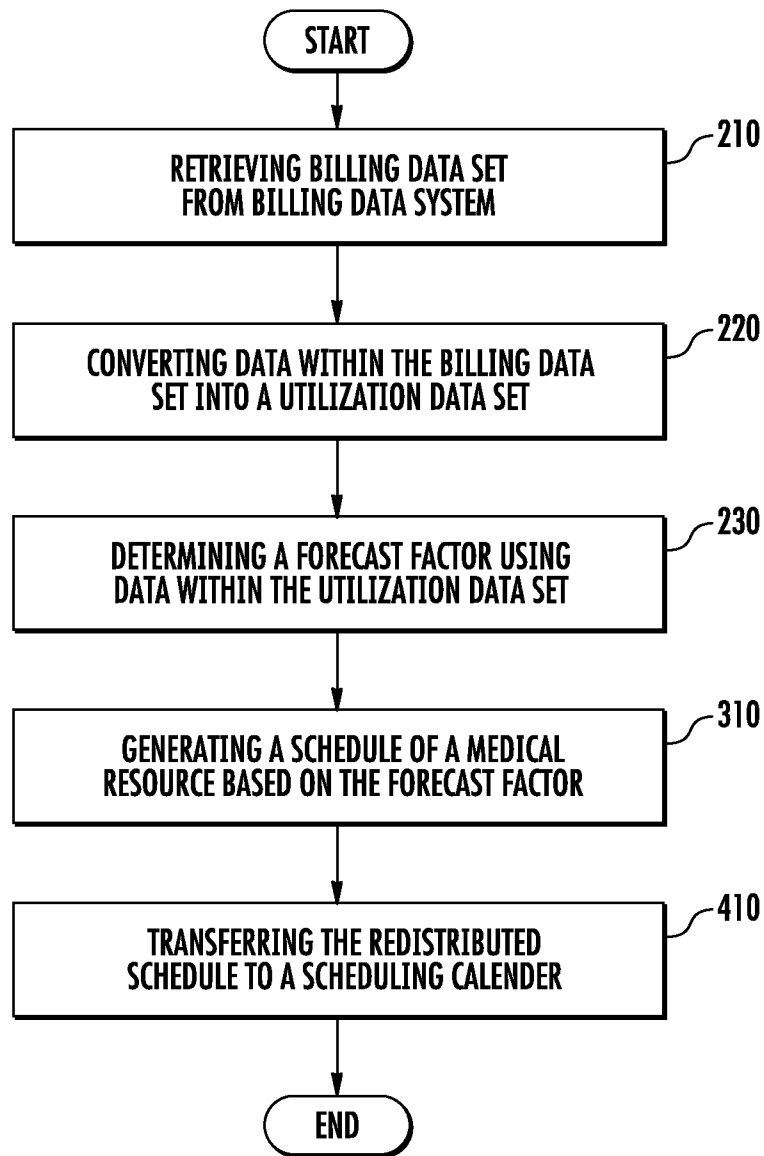 START
210
RETRIEVING BILLING DATA SET
FROM BILLING DATA SYSTEM
220
CONVERTING DATA WITHIN THE BILLING DATA
SET INTO A UTILIZATION DATA SET
230
DETERMINING A FORECAST FACTOR USING
DATA WITHIN THE UTILIZATION DATA SET
310
GENERATING A SCHEDULE OF A MEDICAL
RESOURCE BASED ON THE FORECAST FACTOR
410
TRANSFERRING THE REDISTRIBUTED
SCHEDULE TO A SCHEDULING CALENDER
END